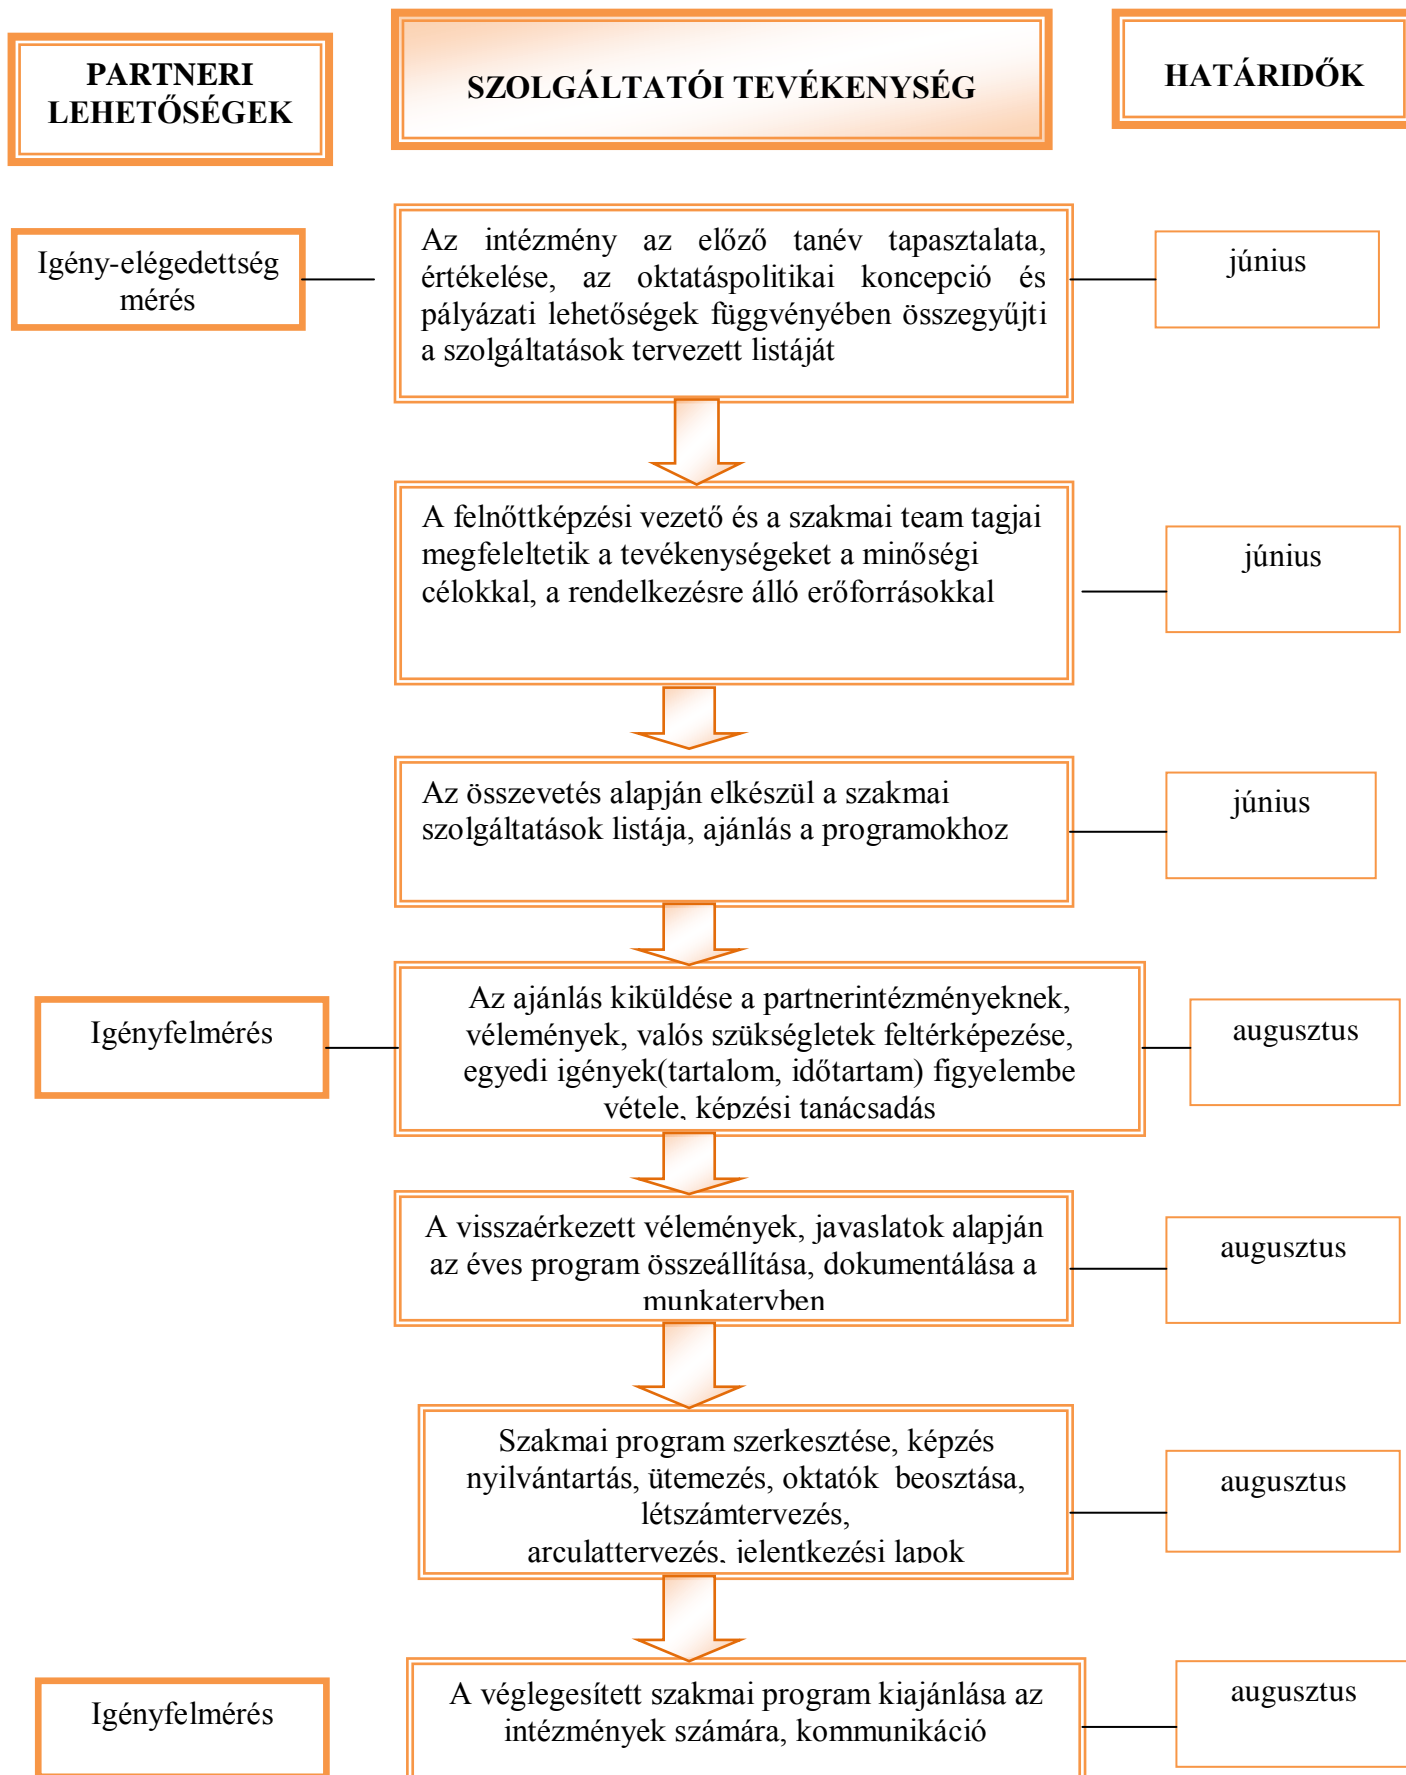 PARTNERI
LEHETŐSÉGEK
SZOLGÁLTATÓI TEVÉKENYSÉG
HATÁRIDŐK
Igény-elégedettség
mérés
Az intézmény az előző tanév tapasztalata,
értékelése, az oktatáspolitikai koncepció és
pályázati lehetőségek függvényében összegyűjti
a szolgáltatások tervezett listáját
június
A felnőttképzési vezető és a szakmai team tagjai
megfeleltetik a tevékenységeket a minőségi
célokkal, a rendelkezésre álló erőforrásokkal
június
Az összevetés alapján elkészül a szakmai
szolgáltatások listája, ajánlás a programokhoz
június
Igényfelmérés
Az ajánlás kiküldése a partnerintézményeknek,
vélemények, valós szükségletek feltérképezése,
egyedi igények(tartalom, időtartam) figyelembe
vétele, képzési tanácsadás
augusztus
A visszaérkezett vélemények, javaslatok alapján
az éves program összeállítása, dokumentálása a
munkatervben
augusztus
Szakmai program szerkesztése, képzés
nyilvántartás, ütemezés, oktatók  beosztása,
létszámtervezés,
arculattervezés, jelentkezési lapok
augusztus
Igényfelmérés
A véglegesített szakmai program kiajánlása az
intézmények számára, kommunikáció
augusztus